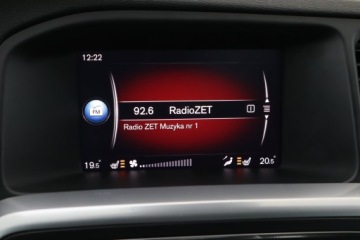 12:22
FM
92.6 RadioZET
Radio ZET Muzyka nr 1
19.5° 20.5°